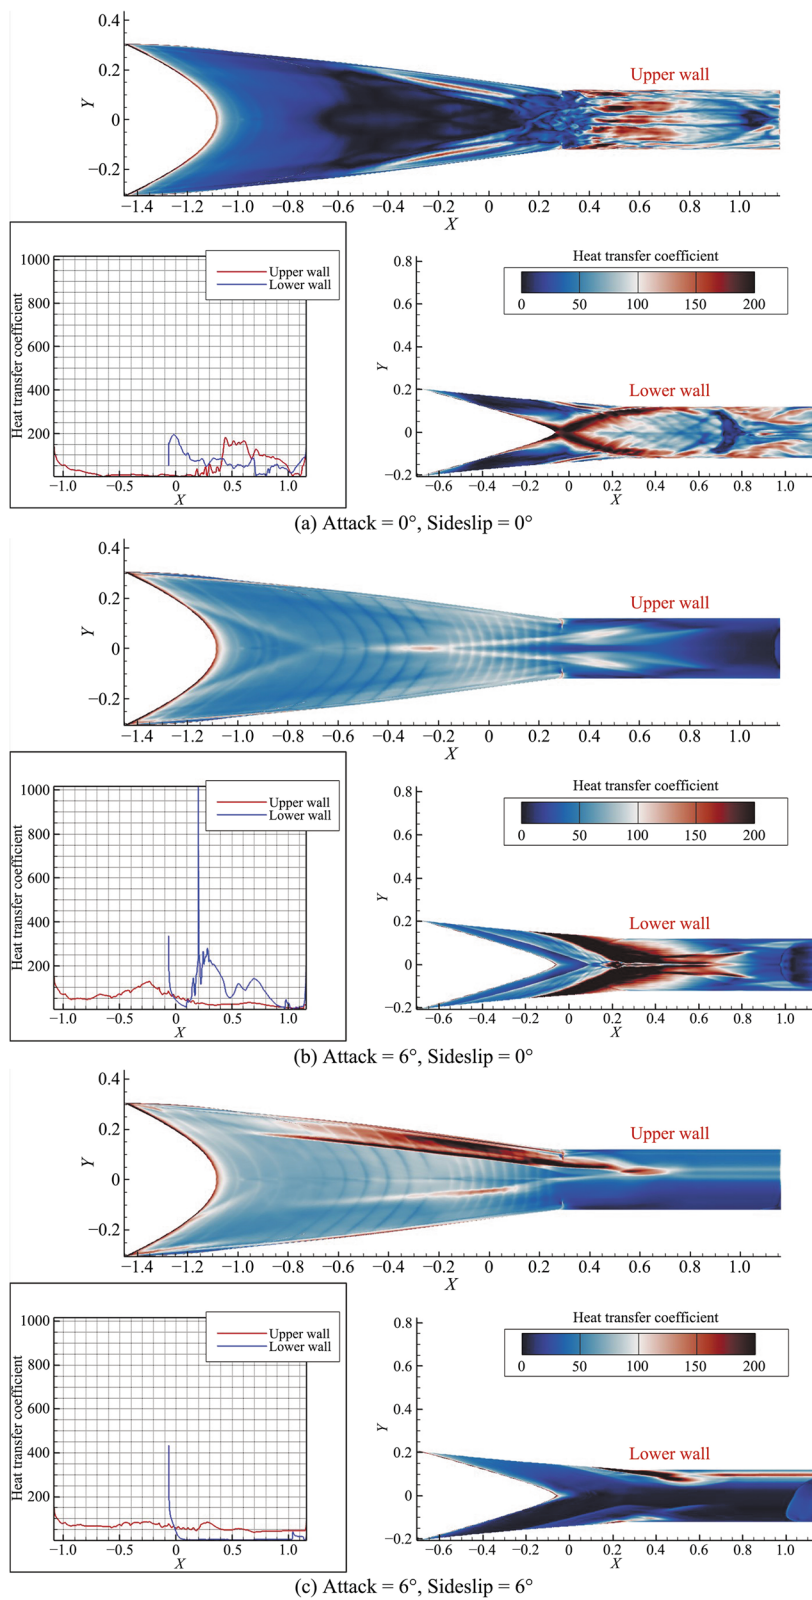 0.4
0.2
0
−0.2
Y
Upper wall
−1.4 −1.2 −1.0 −0.8 −0.6 −0.4 −0.2 0 0.2 0.4 0.6 0.8 1.0
X
1000
800
600
400
200
Heat transfer coefficient
Upper wall
Lower wall
−1.0 −0.5 0 0.5 1.0
X
Heat transfer coefficient
0 50 100 150 200
0.8
0.6
0.4
0.2
0
−0.2
Y
Lower wall
−0.6 −0.4 −0.2 0 0.2 0.4 0.6 0.8 1.0
X
(a) Attack = 0°, Sideslip = 0°
0.4
0.2
0
−0.2
Y
Upper wall
−1.4 −1.2 −1.0 −0.8 −0.6 −0.4 −0.2 0 0.2 0.4 0.6 0.8 1.0
X
1000
800
600
400
200
Heat transfer coefficient
Upper wall
Lower wall
−1.0 −0.5 0 0.5 1.0
X
Heat transfer coefficient
0 50 100 150 200
0.8
0.6
0.4
0.2
0
−0.2
Y
Lower wall
−0.6 −0.4 −0.2 0 0.2 0.4 0.6 0.8 1.0
X
(b) Attack = 6°, Sideslip = 0°
0.4
0.2
0
−0.2
Y
Upper wall
−1.4 −1.2 −1.0 −0.8 −0.6 −0.4 −0.2 0 0.2 0.4 0.6 0.8 1.0
X
1000
800
600
400
200
Heat transfer coefficient
Upper wall
Lower wall
−1.0 −0.5 0 0.5 1.0
X
Heat transfer coefficient
0 50 100 150 200
0.8
0.6
0.4
0.2
0
−0.2
Y
Lower wall
−0.6 −0.4 −0.2 0 0.2 0.4 0.6 0.8 1.0
X
(c) Attack = 6°, Sideslip = 6°